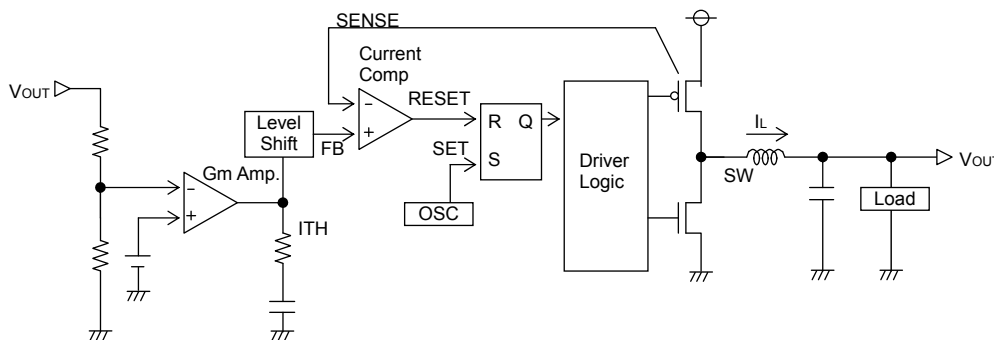 SENSE
Current
Comp
VOUT
RESET
−
+
Level
Shift
FB
R Q
S
SET
OSC
Driver
Logic
IL
SW
VOUT
Load
Gm Amp.
−
+
ITH